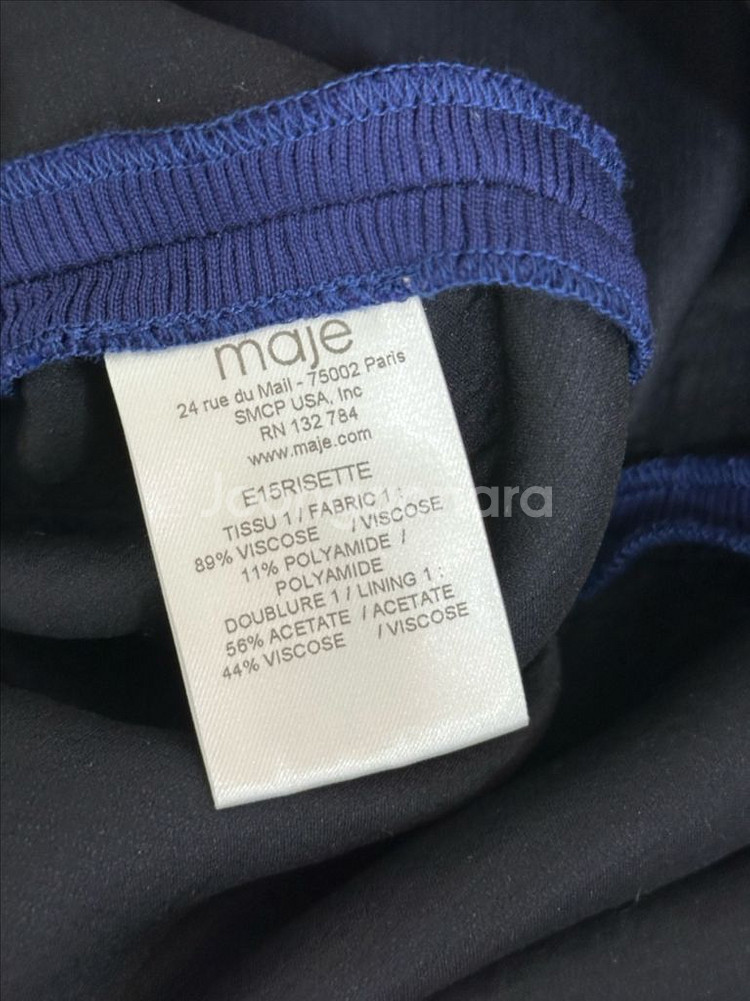 maje
24 rue du Mail - 75002 Paris
SMCP USA, Inc
RN 132 784
www.maje.com
E15RISETTE
TISSU 1 / FABRIC 1 :
89% VISCOSE / VISCOSE
11% POLYAMIDE /
POLYAMIDE
DOUBLURE 1 / LINING 1 :
56% ACETATE / ACETATE
44% VISCOSE / VISCOSE
Joonggonara